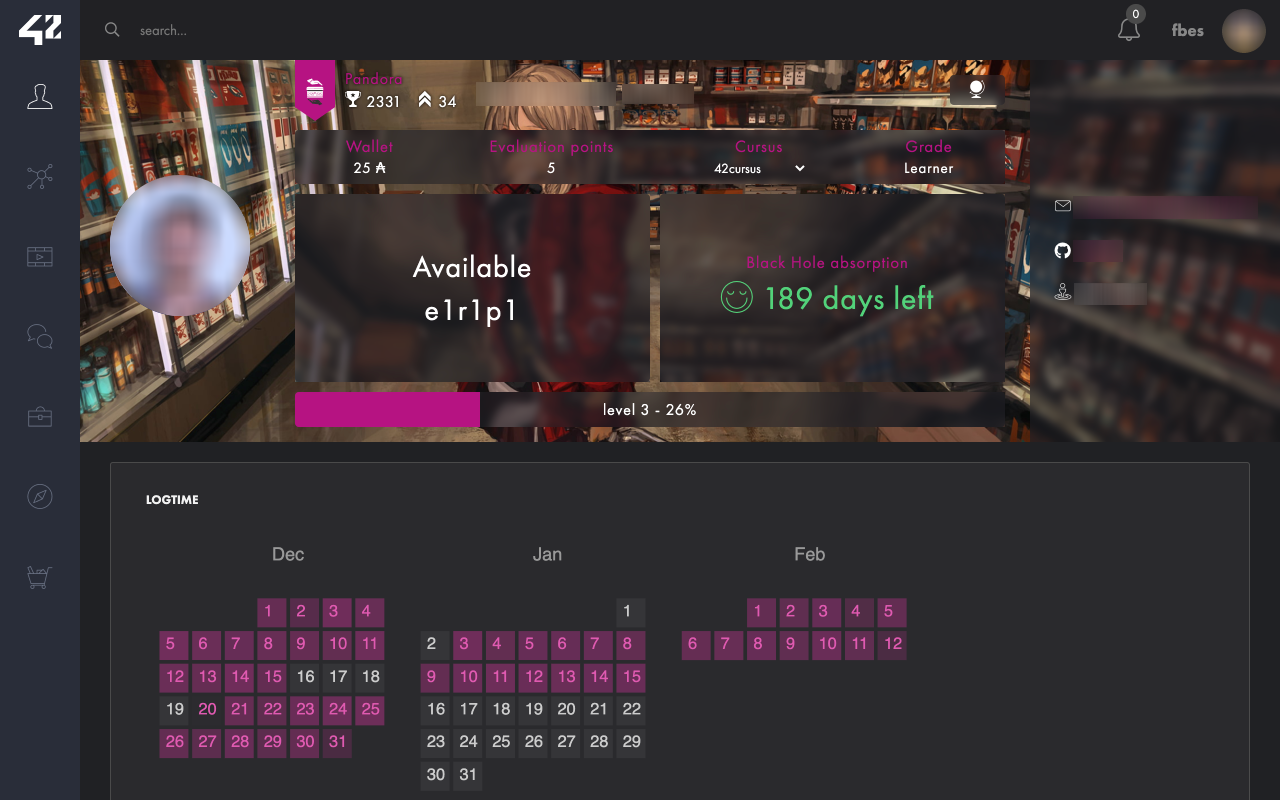 42
search...
0
fbes
Pandora
2331 34
Wallet Evaluation points Cursus Grade
25 ₳ 5 42cursus Learner
Available
e1r1p1
Black Hole absorption
189 days left
level 3 - 26%
LOGTIME
Dec Jan Feb
1 2 3 4 1 1 2 3 4 5
5 6 7 8 9 10 11 2 3 4 5 6 7 8 6 7 8 9 10 11 12
12 13 14 15 16 17 18 9 10 11 12 13 14 15
19 20 21 22 23 24 25 16 17 18 19 20 21 22
26 27 28 29 30 31 23 24 25 26 27 28 29
30 31